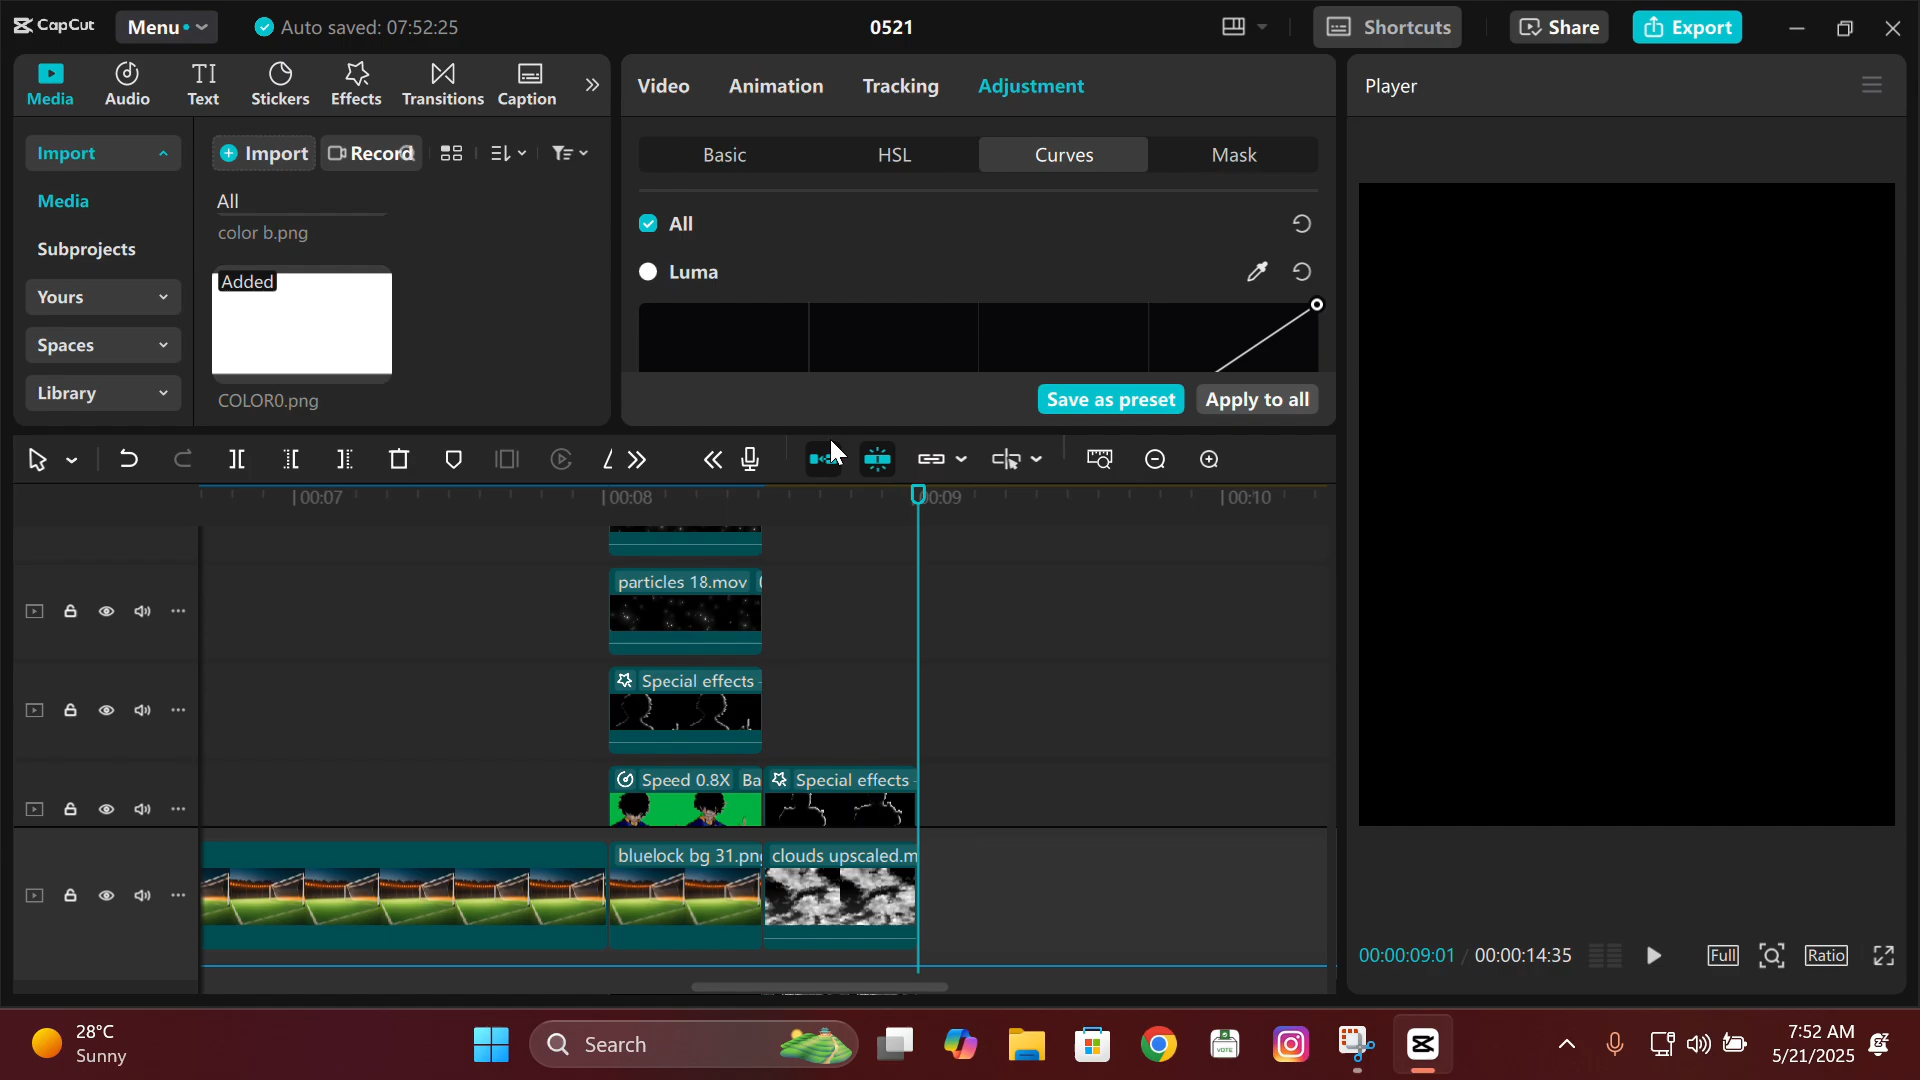 CapCut
Menu
Auto saved: 07:52:25
0521
Shortcuts
Share
Export
Media
Audio
Text
Stickers
Effects
Transitions
Caption
Video
Animation
Tracking
Adjustment
Player
Import
Media
Subprojects
Yours
Spaces
Library
Import
Record
All
color b.png
Added
COLOR0.png
Basic
HSL
Curves
Mask
All
Luma
Save as preset
Apply to all
00:07
00:08
00:09
00:10
particles 18.mov
Special effects
Speed 0.8X
Ba
Special effects
bluelock bg 31.png
clouds upscaled.m
00:00:09:01 / 00:00:14:35
Full
Ratio
28°C
Sunny
Search
VOTE
7:52 AM
5/21/2025